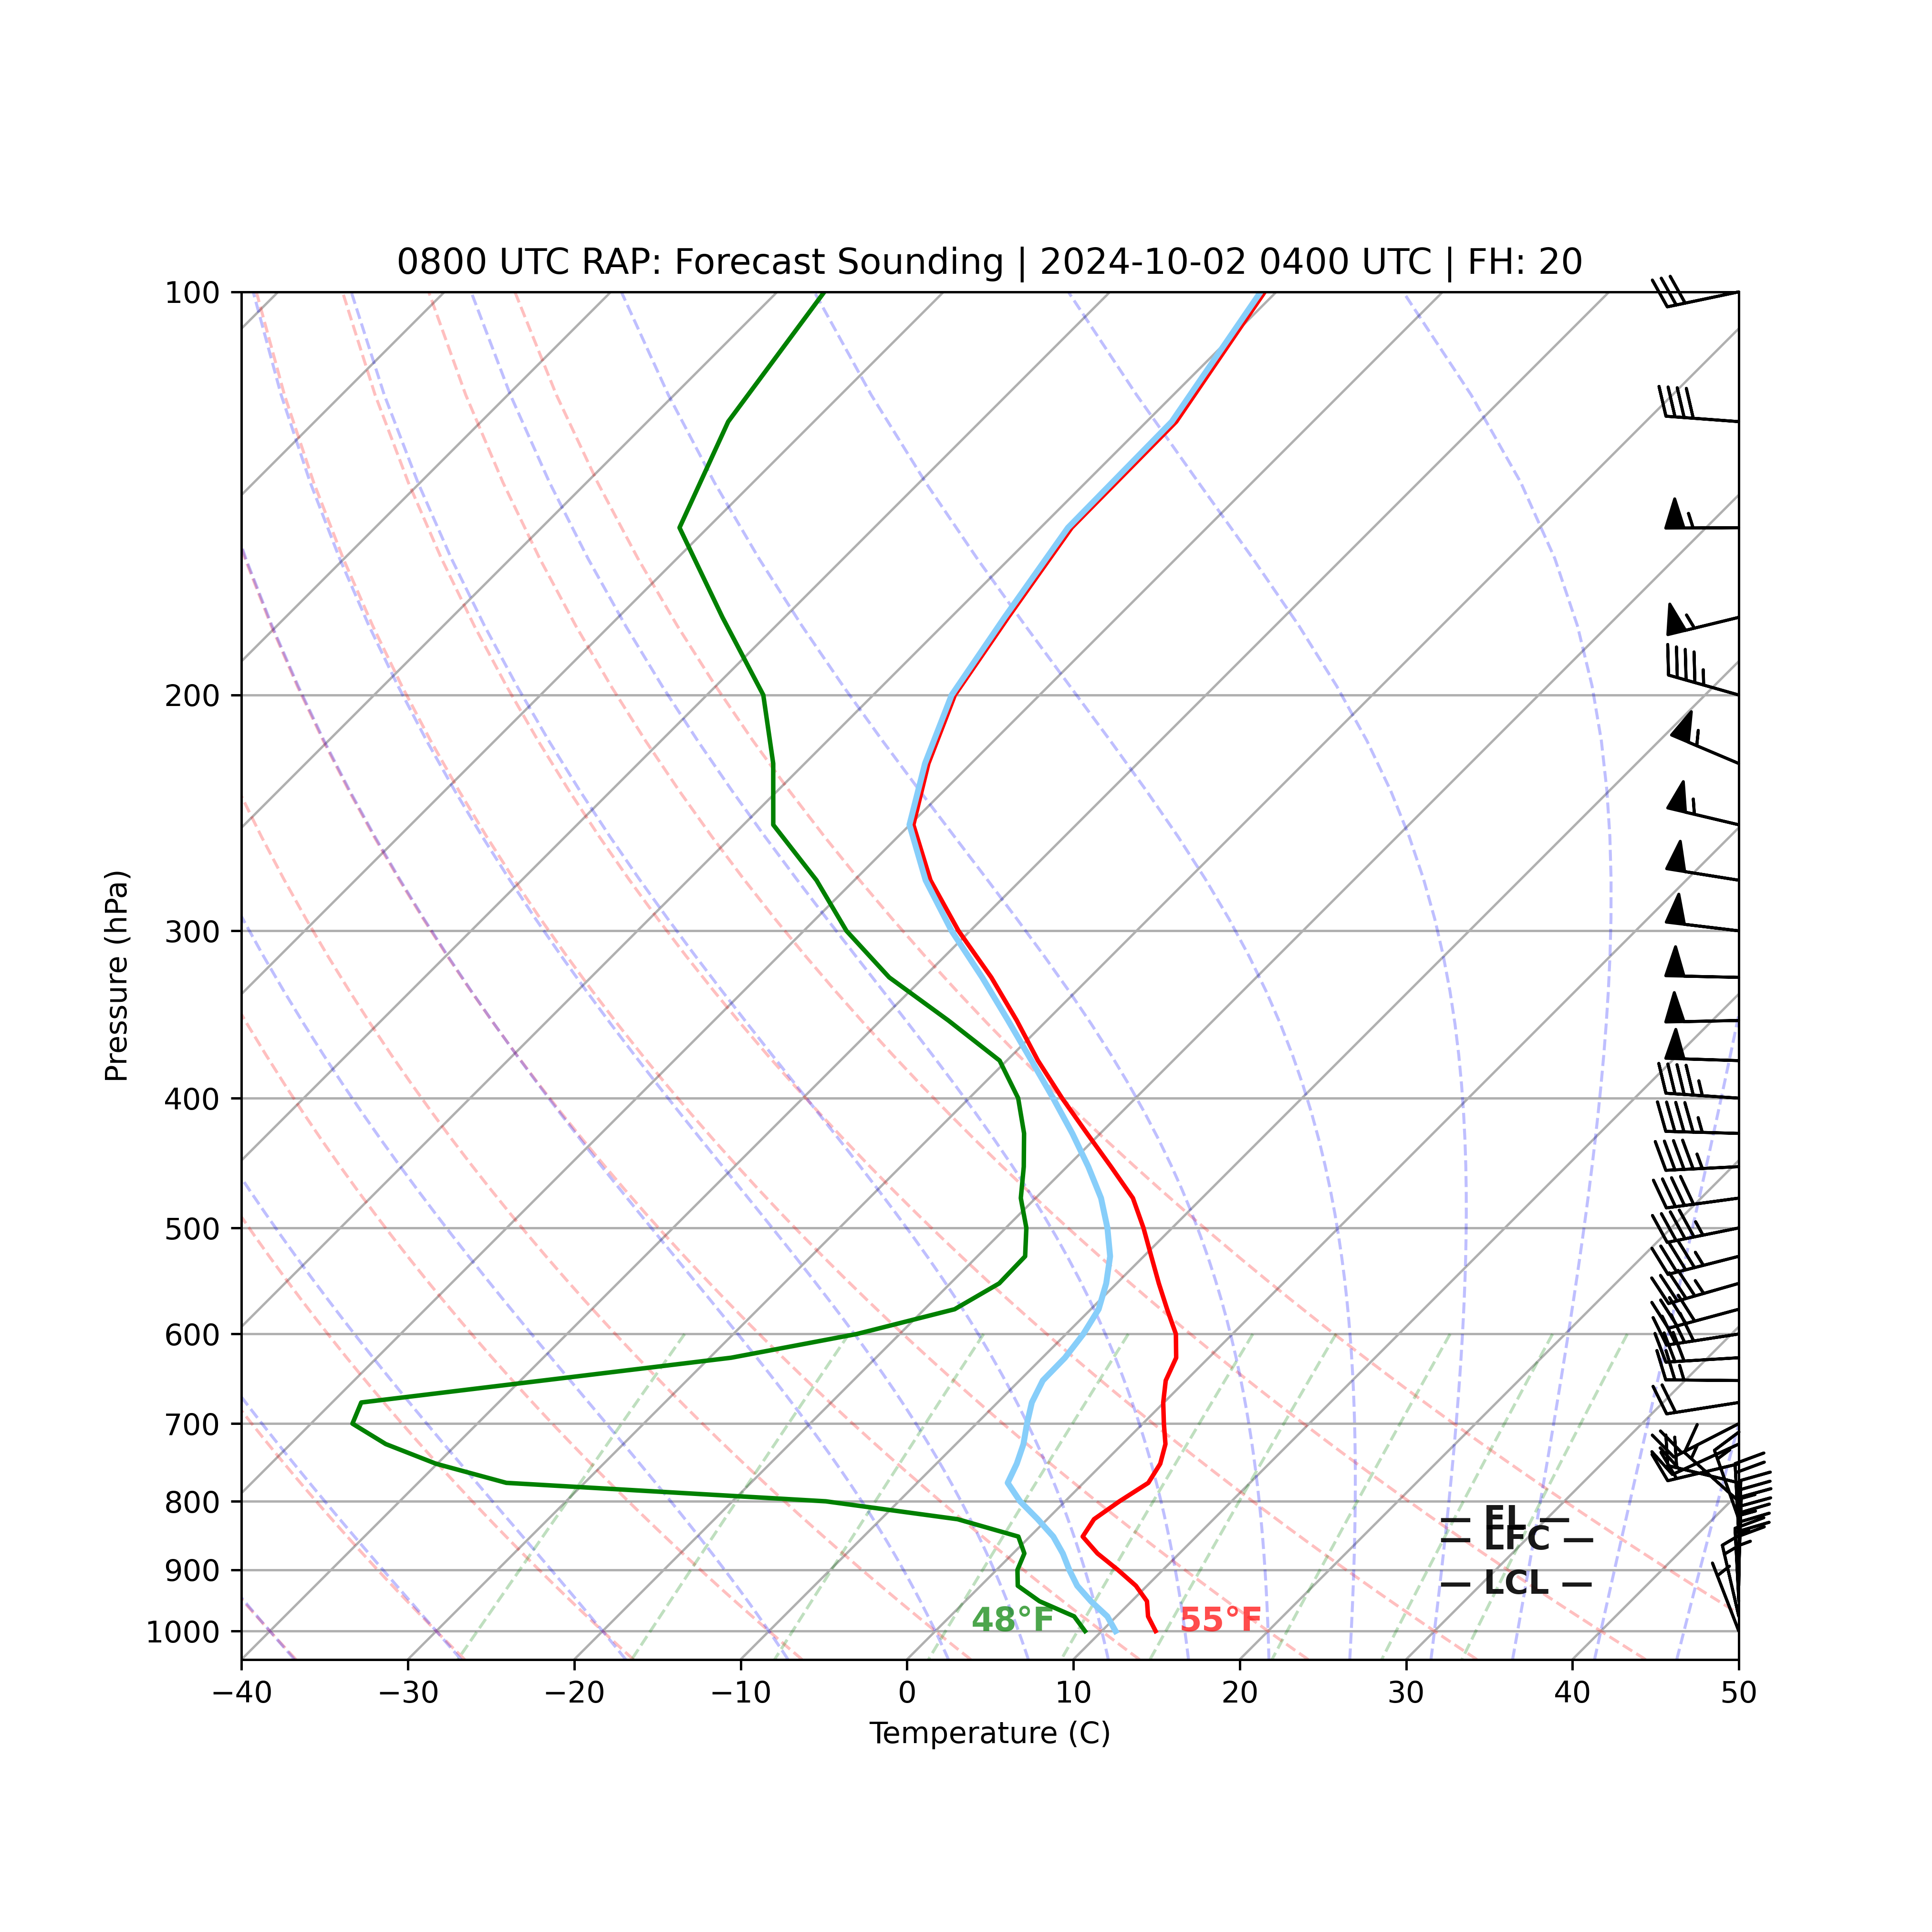 0800 UTC RAP: Forecast Sounding | 2024-10-02 0400 UTC | FH: 20
100
200
300
400
500
600
700
800
900
1000
Pressure (hPa)
— EL —
— LFC —
— LCL —
48°F
55°F
−40
−30
−20
−10
0
10
20
30
40
50
Temperature (C)